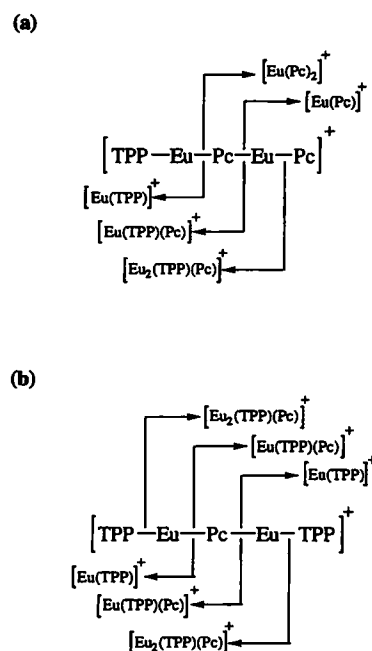 (a)
[Eu(Pc)₂]⁺
[Eu(Pc)]⁺
[TPP—Eu—Pc—Eu—Pc]⁺
[Eu(TPP)]⁺
[Eu(TPP)(Pc)]⁺
[Eu₂(TPP)(Pc)]⁺
(b)
[Eu₂(TPP)(Pc)]⁺
[Eu(TPP)(Pc)]⁺
[Eu(TPP)]⁺
[TPP—Eu—Pc—Eu—TPP]⁺
[Eu(TPP)]⁺
[Eu(TPP)(Pc)]⁺
[Eu₂(TPP)(Pc)]⁺